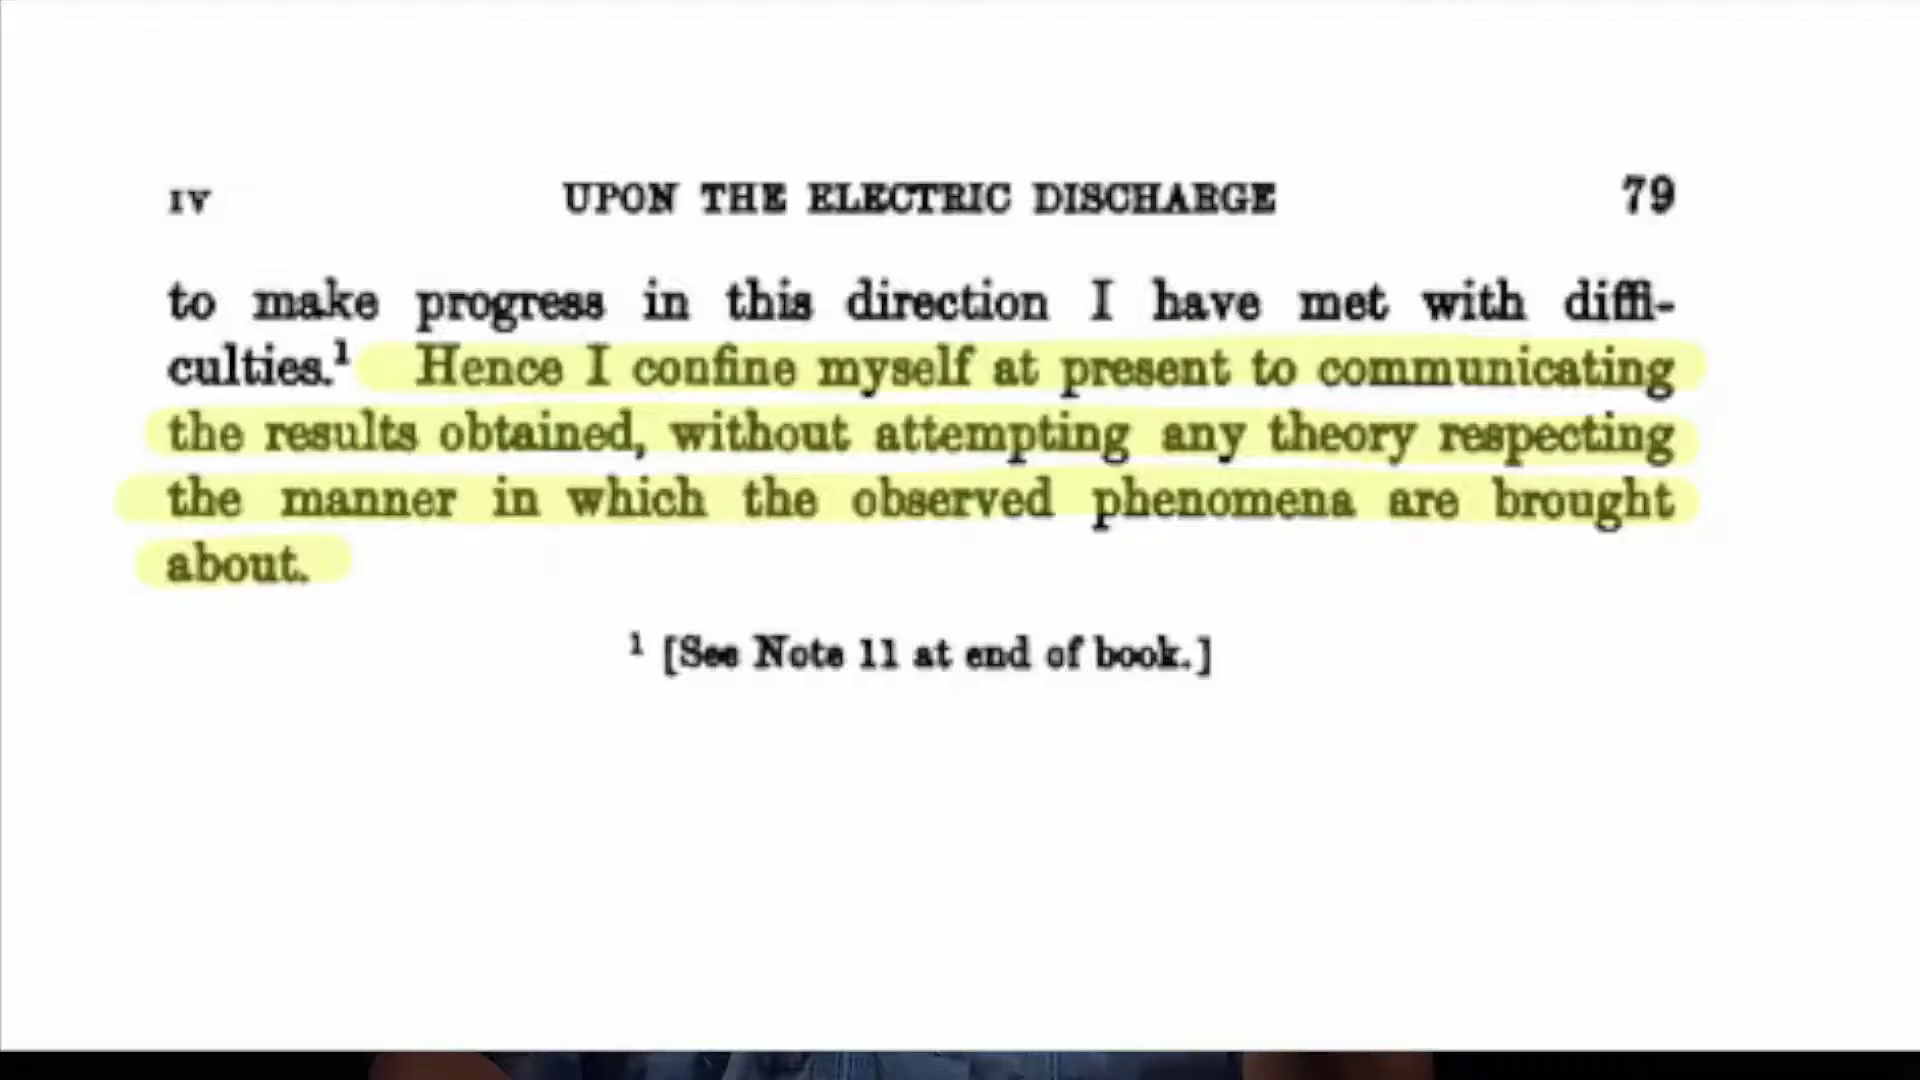 IV UPON THE ELECTRIC DISCHARGE 79
to make progress in this direction I have met with diffi-
culties.¹ Hence I confine myself at present to communicating
the results obtained, without attempting any theory respecting
the manner in which the observed phenomena are brought
about.
¹ [See Note 11 at end of book.]